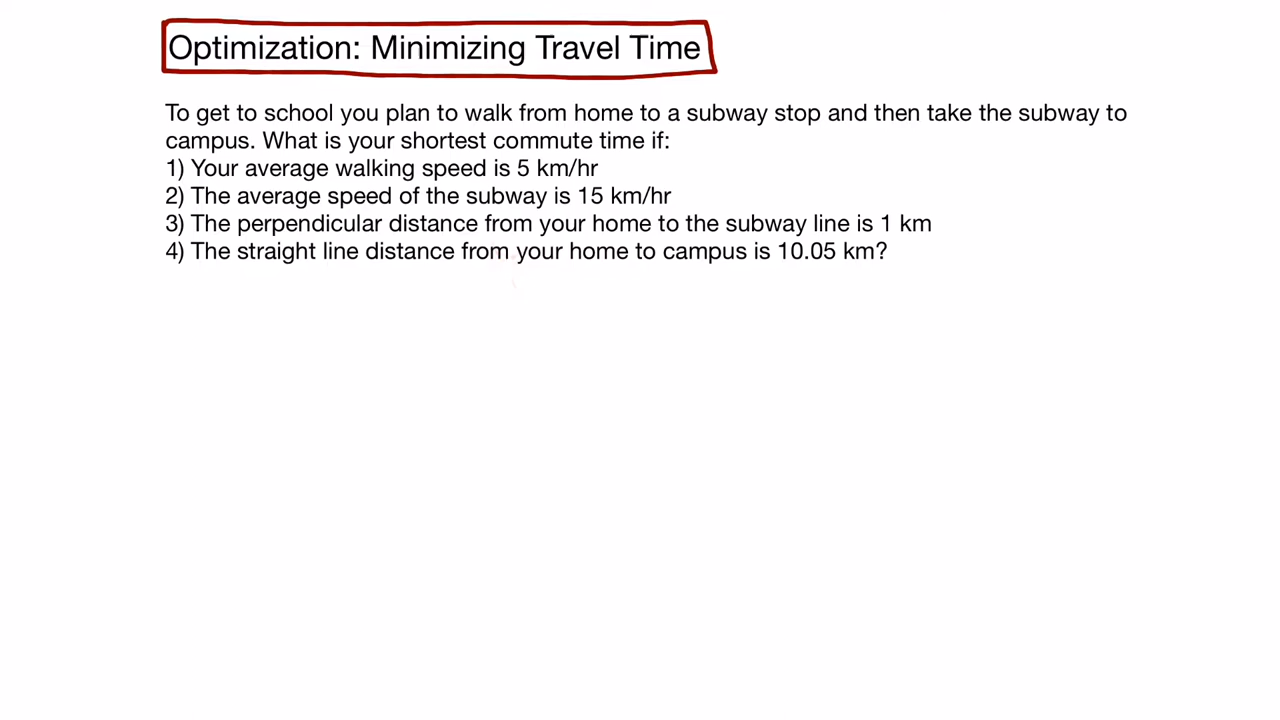 Optimization: Minimizing Travel Time
To get to school you plan to walk from home to a subway stop and then take the subway to
campus. What is your shortest commute time if:
1) Your average walking speed is 5 km/hr
2) The average speed of the subway is 15 km/hr
3) The perpendicular distance from your home to the subway line is 1 km
4) The straight line distance from your home to campus is 10.05 km?